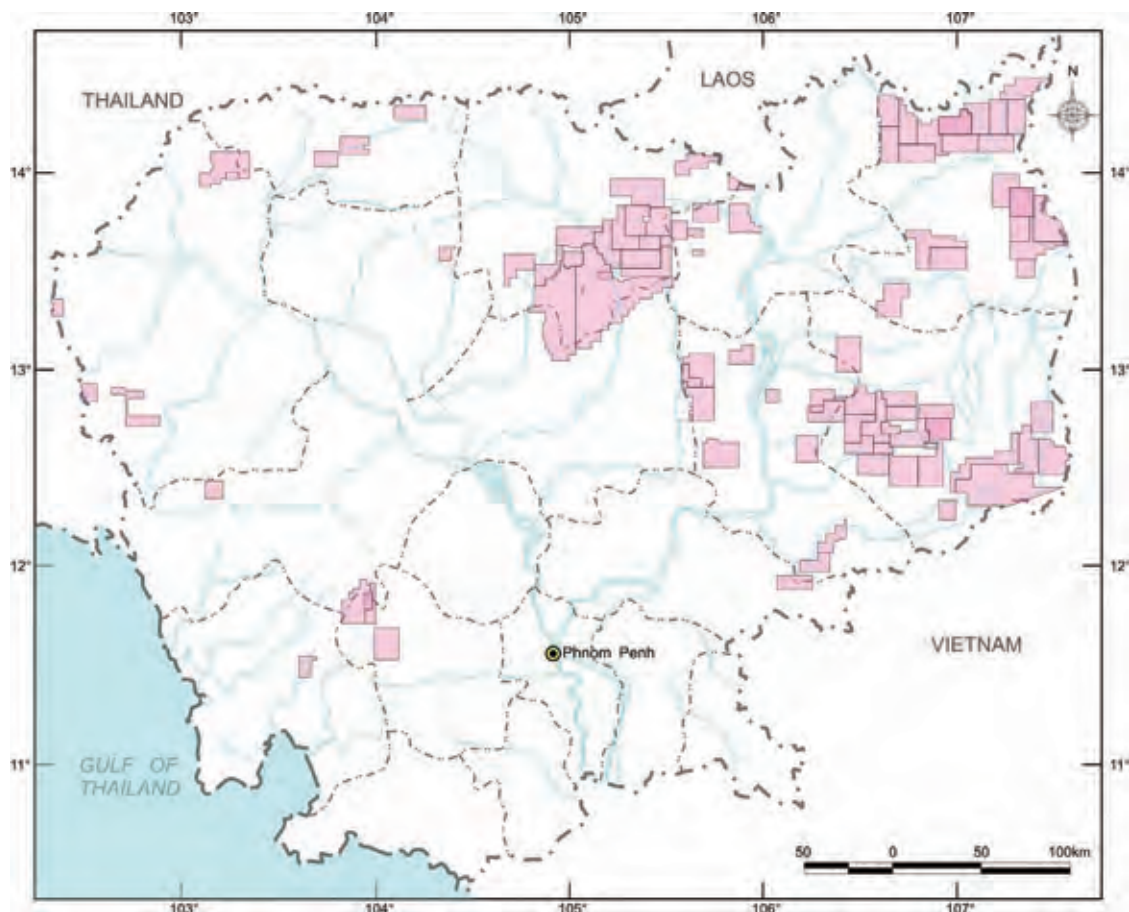 103° 104° 105° 106° 107°
LAOS
THAILAND
N
14° 14°
13° 13°
12° 12°
Phnom Penh
VIETNAM
GULF OF
THAILAND
11° 11°
50 0 50 100km
103° 104° 105° 106° 107°